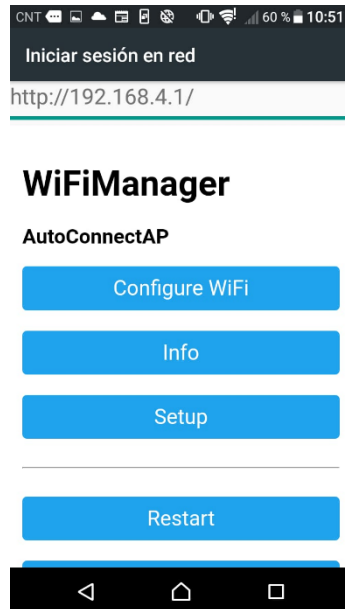 CNT 60 % 10:51
Iniciar sesión en red
http://192.168.4.1/
WiFiManager
AutoConnectAP
Configure WiFi
Info
Setup
Restart